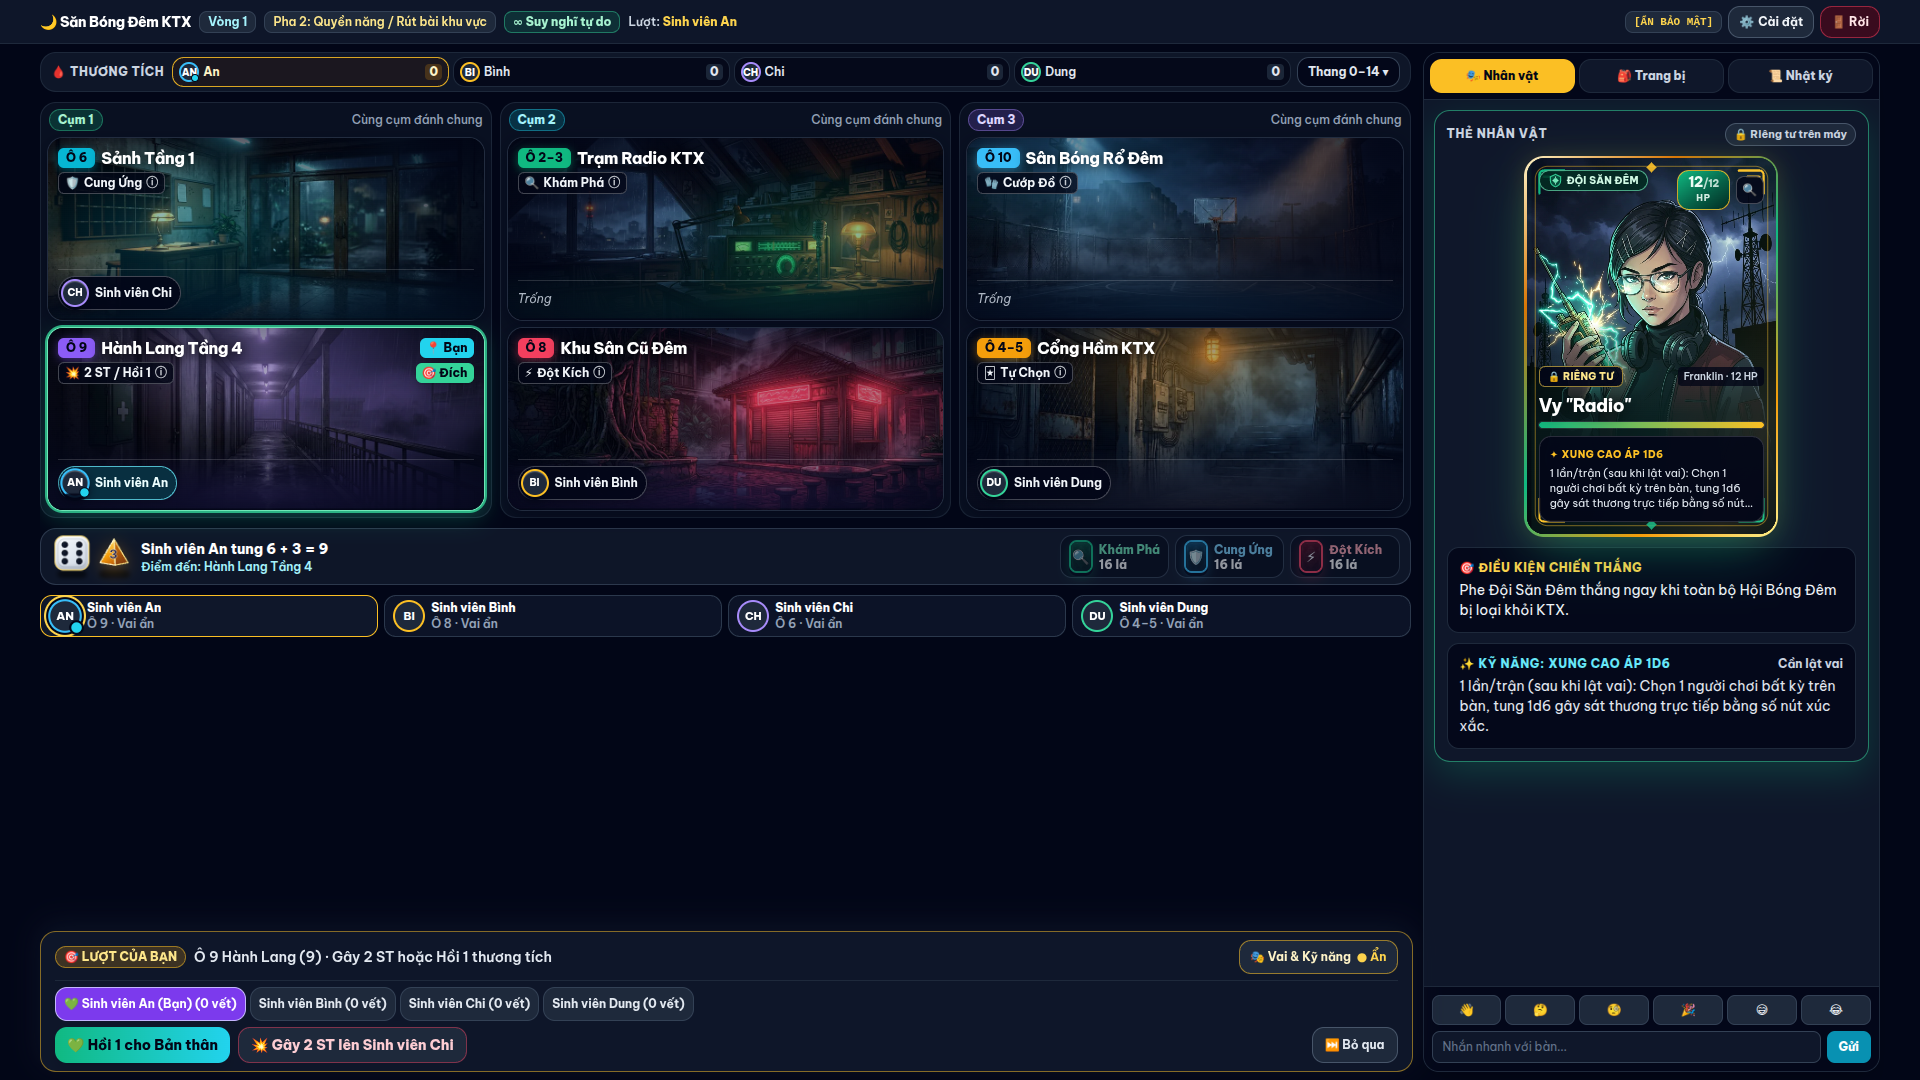 Săn Bóng Đêm KTX
Vòng 1
Pha 2: Quyền năng / Rút bài khu vực
∞ Suy nghĩ tự do
Lượt: Sinh viên An
[ẨN BẢO MẬT]
Cài đặt
Rời
THƯƠNG TÍCH
AN An 0
BI Bình 0
CH Chi 0
DU Dung 0
Thang 0–14 ▾
Cụm 1
Cùng cụm đánh chung
Ô 6 Sảnh Tầng 1
Cung Ứng ⓘ
CH Sinh viên Chi
Ô 9 Hành Lang Tầng 4
Bạn
2 ST / Hồi 1 ⓘ
Đích
AN Sinh viên An
Cụm 2
Cùng cụm đánh chung
Ô 2–3 Trạm Radio KTX
Khám Phá ⓘ
Trống
Ô 8 Khu Sân Cũ Đêm
Đột Kích ⓘ
BI Sinh viên Bình
Cụm 3
Cùng cụm đánh chung
Ô 10 Sân Bóng Rổ Đêm
Cướp Đồ ⓘ
Trống
Ô 4–5 Cổng Hầm KTX
Tự Chọn ⓘ
DU Sinh viên Dung
3
Sinh viên An tung 6 + 3 = 9
Điểm đến: Hành Lang Tầng 4
Khám Phá
16 lá
Cung Ứng
16 lá
Đột Kích
16 lá
AN Sinh viên An
Ô 9 · Vai ẩn
BI Sinh viên Bình
Ô 8 · Vai ẩn
CH Sinh viên Chi
Ô 6 · Vai ẩn
DU Sinh viên Dung
Ô 4–5 · Vai ẩn
LƯỢT CỦA BẠN
Ô 9 Hành Lang (9) · Gây 2 ST hoặc Hồi 1 thương tích
Vai & Kỹ năng
Ẩn
Sinh viên An (Bạn) (0 vết)
Sinh viên Bình (0 vết)
Sinh viên Chi (0 vết)
Sinh viên Dung (0 vết)
Hồi 1 cho Bản thân
Gây 2 ST lên Sinh viên Chi
Bỏ qua
Nhân vật
Trang bị
Nhật ký
THẺ NHÂN VẬT
Riêng tư trên máy
ĐỘI SĂN ĐÊM
12/12
HP
RIÊNG TƯ
Franklin · 12 HP
Vy "Radio"
✦ XUNG CAO ÁP 1D6
1 lần/trận (sau khi lật vai): Chọn 1
người chơi bất kỳ trên bàn, tung 1d6
gây sát thương trực tiếp bằng số nút...
ĐIỀU KIỆN CHIẾN THẮNG
Phe Đội Săn Đêm thắng ngay khi toàn bộ Hội Bóng Đêm
bị loại khỏi KTX.
KỸ NĂNG: XUNG CAO ÁP 1D6
Cần lật vai
1 lần/trận (sau khi lật vai): Chọn 1 người chơi bất kỳ trên
bàn, tung 1d6 gây sát thương trực tiếp bằng số nút xúc
xắc.
Nhắn nhanh với bàn...
Gửi